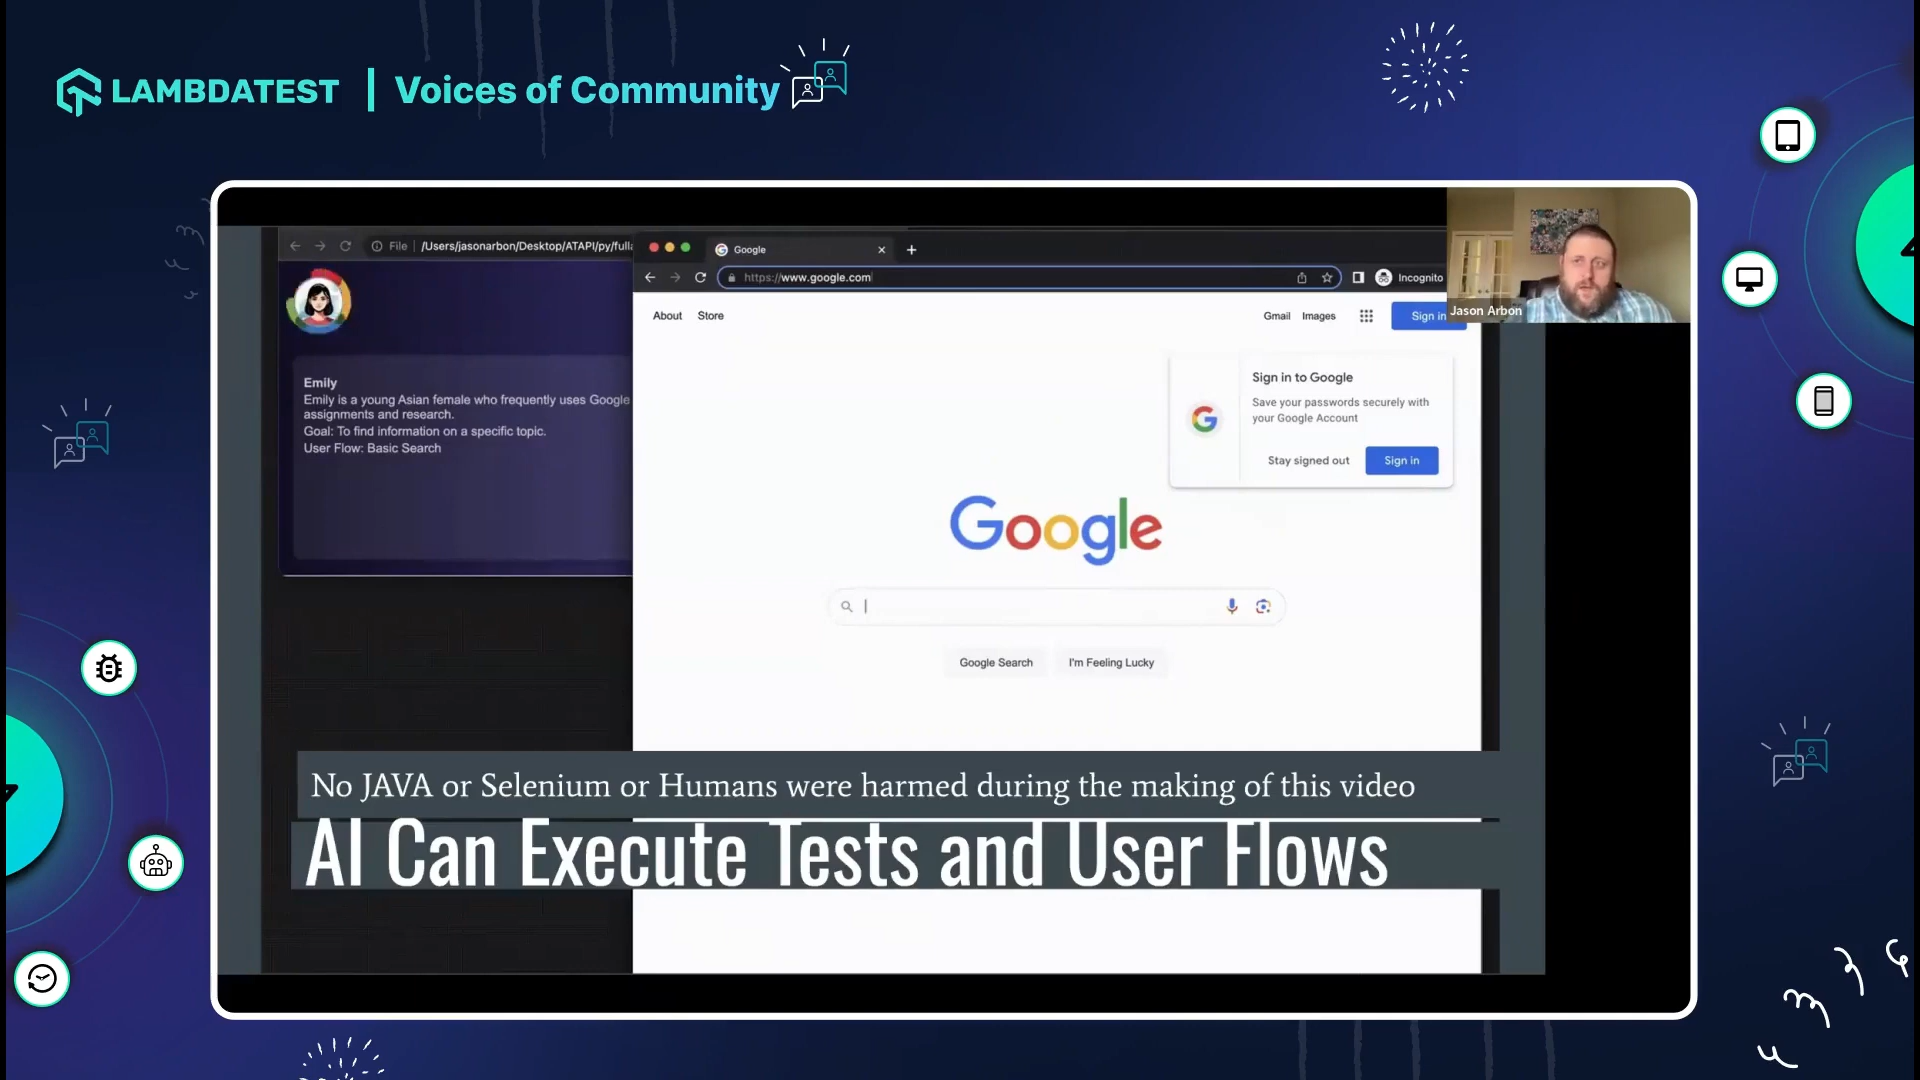 LAMBDATEST | Voices of Community
File | /Users/jasonarbon/Desktop/ATAPI/py/full
Google
https://www.google.com
Incognito
Jason Arbon
About Store
Gmail Images
Sign in
Emily
Emily is a young Asian female who frequently uses Google
assignments and research.
Goal: To find information on a specific topic.
User Flow: Basic Search
Sign in to Google
Save your passwords securely with
your Google Account
Stay signed out Sign in
Google
Google Search I'm Feeling Lucky
No JAVA or Selenium or Humans were harmed during the making of this video
AI Can Execute Tests and User Flows